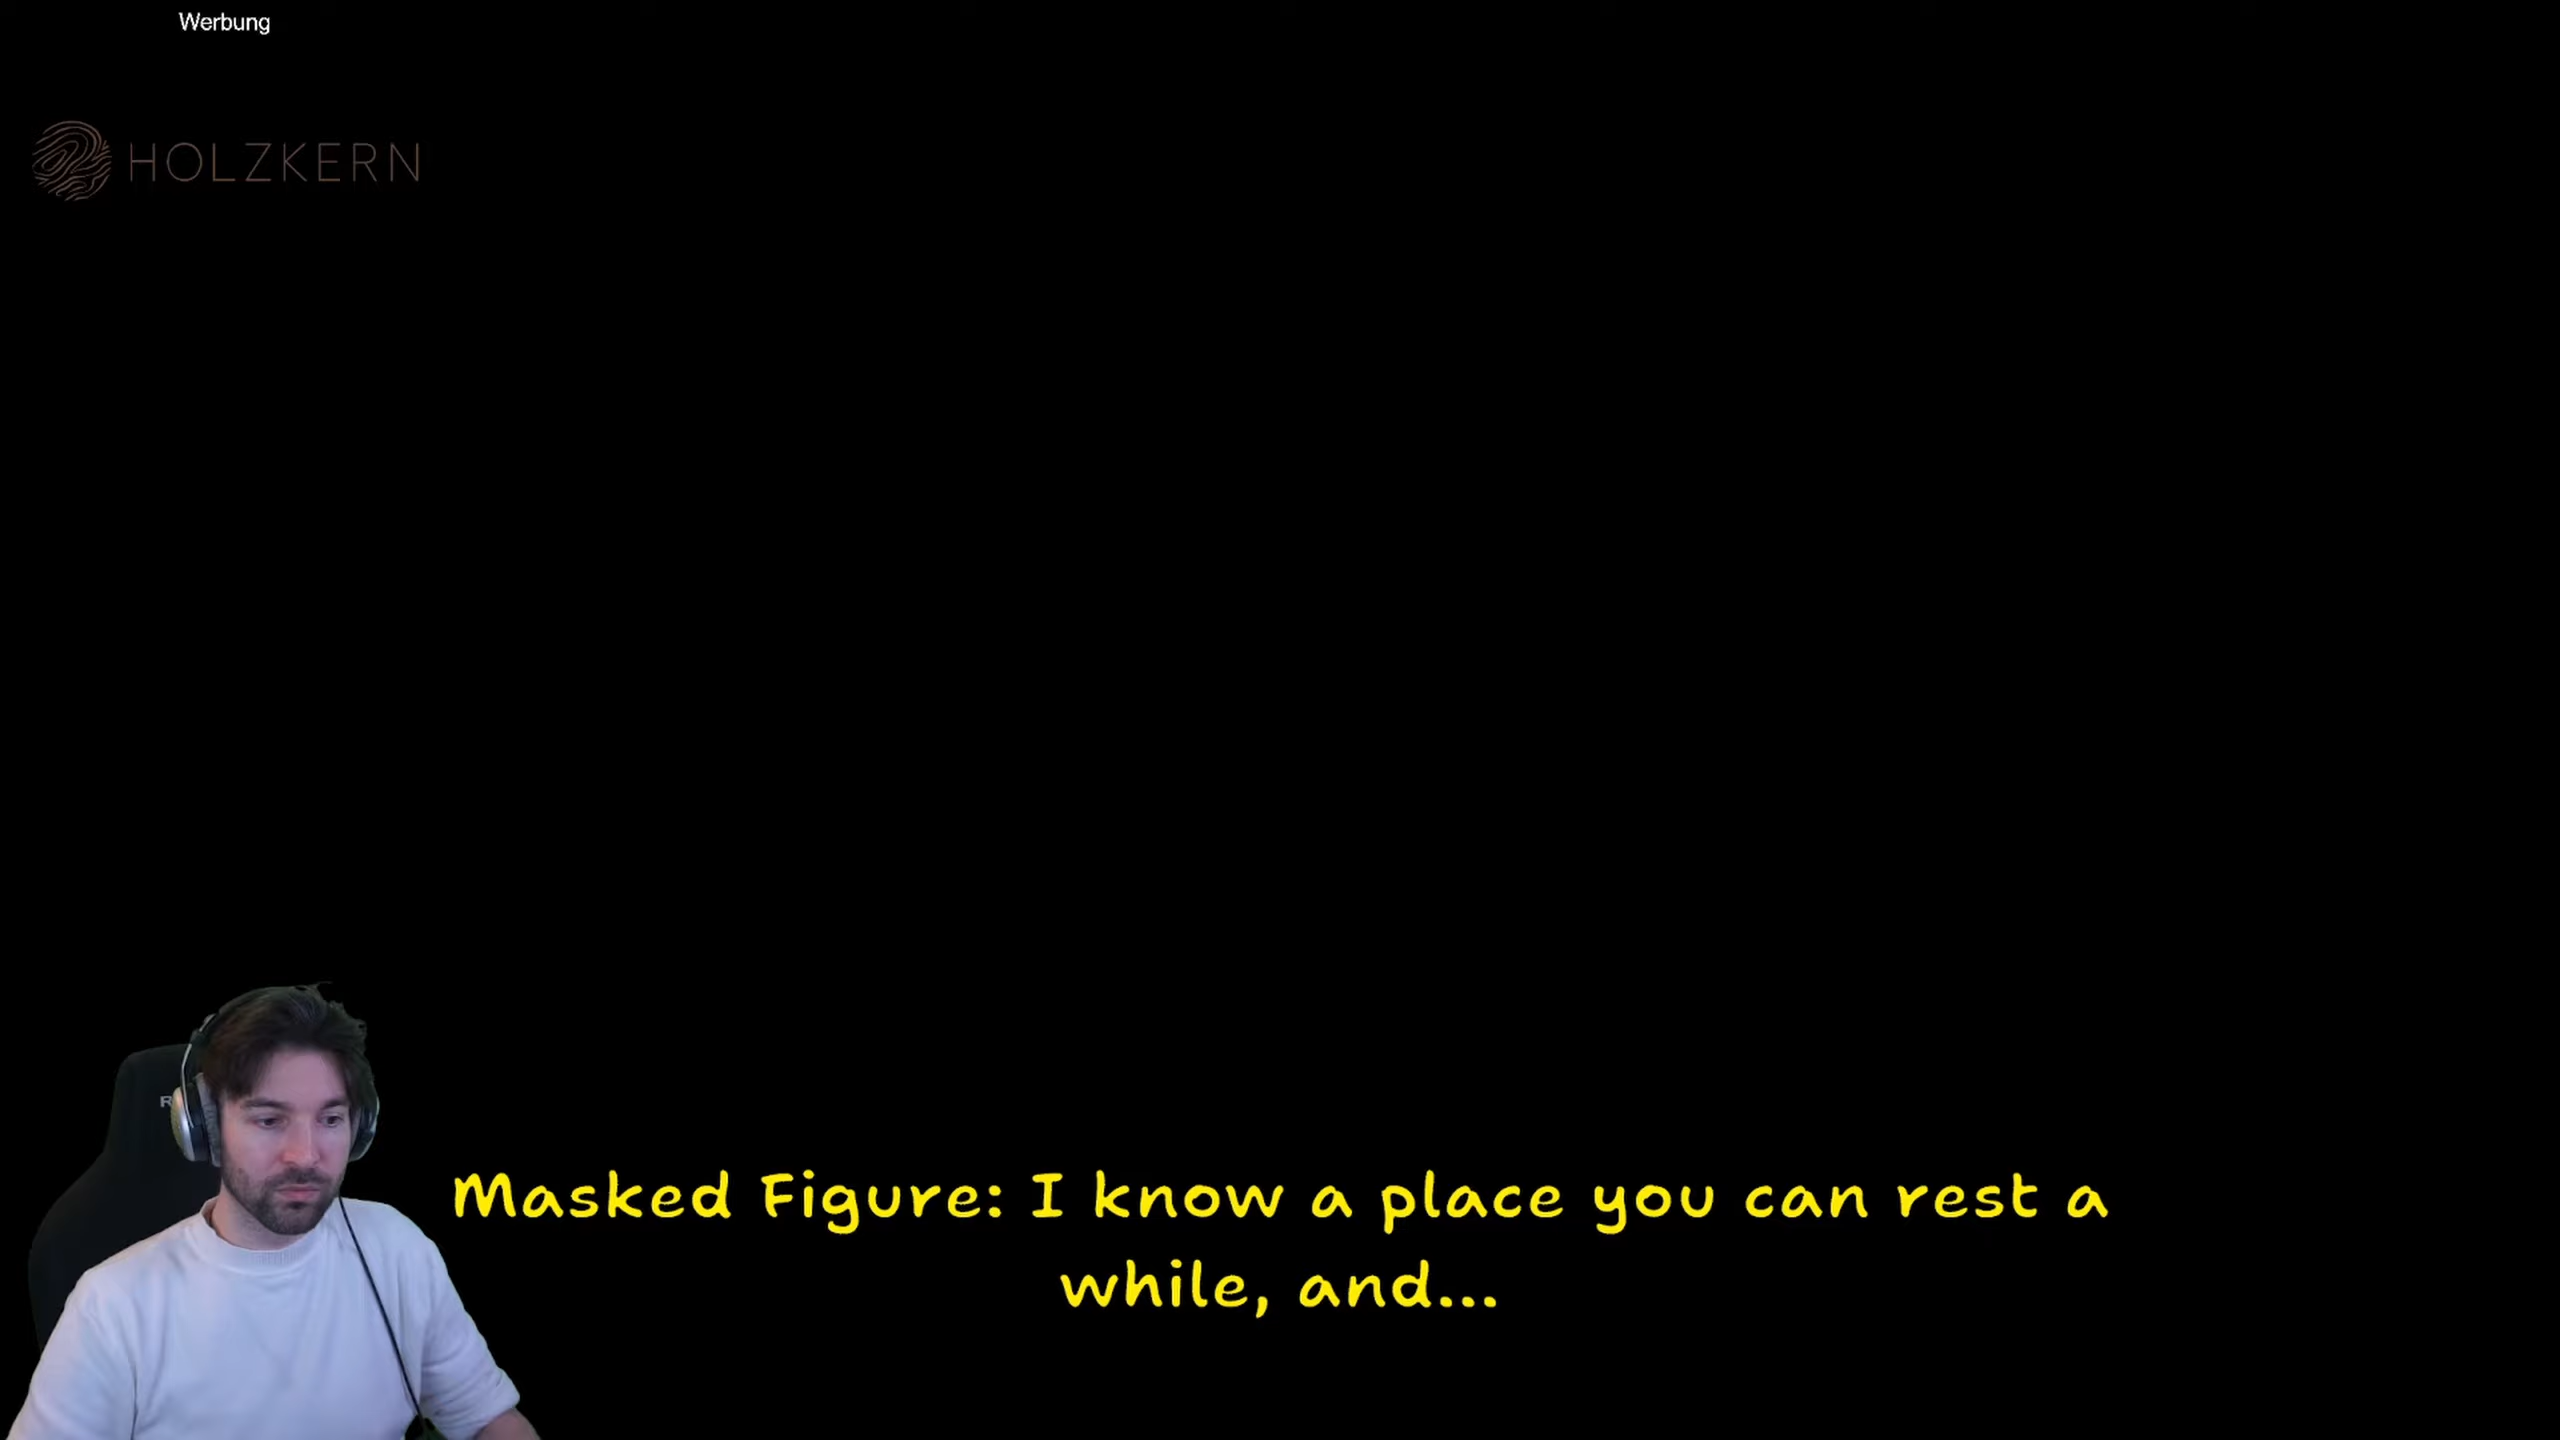 Werbung
HOLZKERN
Masked Figure: I know a place you can rest a
while, and...